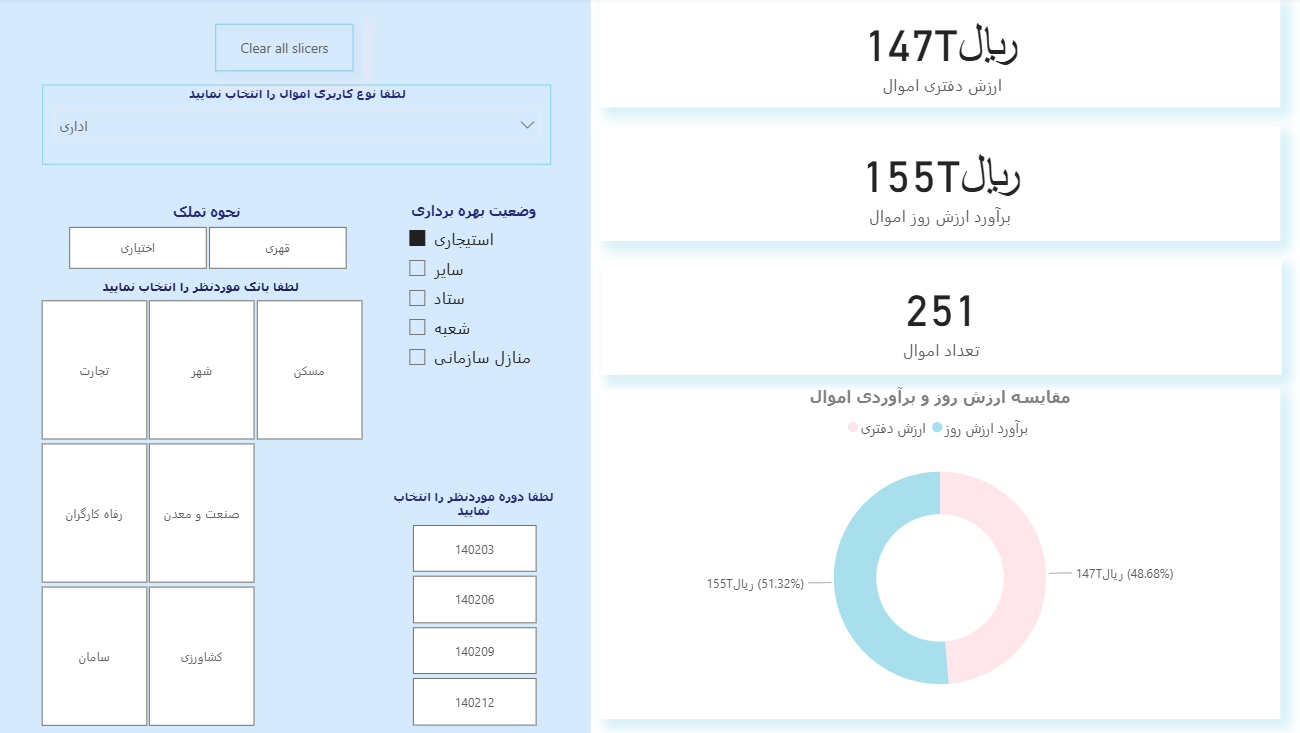 Clear all slicers
لطفا نوع کاربری اموال را انتخاب نمایید
اداری
نحوه تملک
قهری
اختیاری
لطفا بانک موردنظر را انتخاب نمایید
مسکن
شهر
تجارت
صنعت و معدن
رفاه کارگران
کشاورزی
سامان
وضعیت بهره برداری
استیجاری
سایر
ستاد
شعبه
منازل سازمانی
لطفا دوره موردنظر را انتخاب
نمایید
140203
140206
140209
140212
ریال147T
ارزش دفتری اموال
ریال155T
برآورد ارزش روز اموال
251
تعداد اموال
مقایسه ارزش روز و برآوردی اموال
برآورد ارزش روز
ارزش دفتری
ریال147T (48.68%)
ریال155T (51.32%)